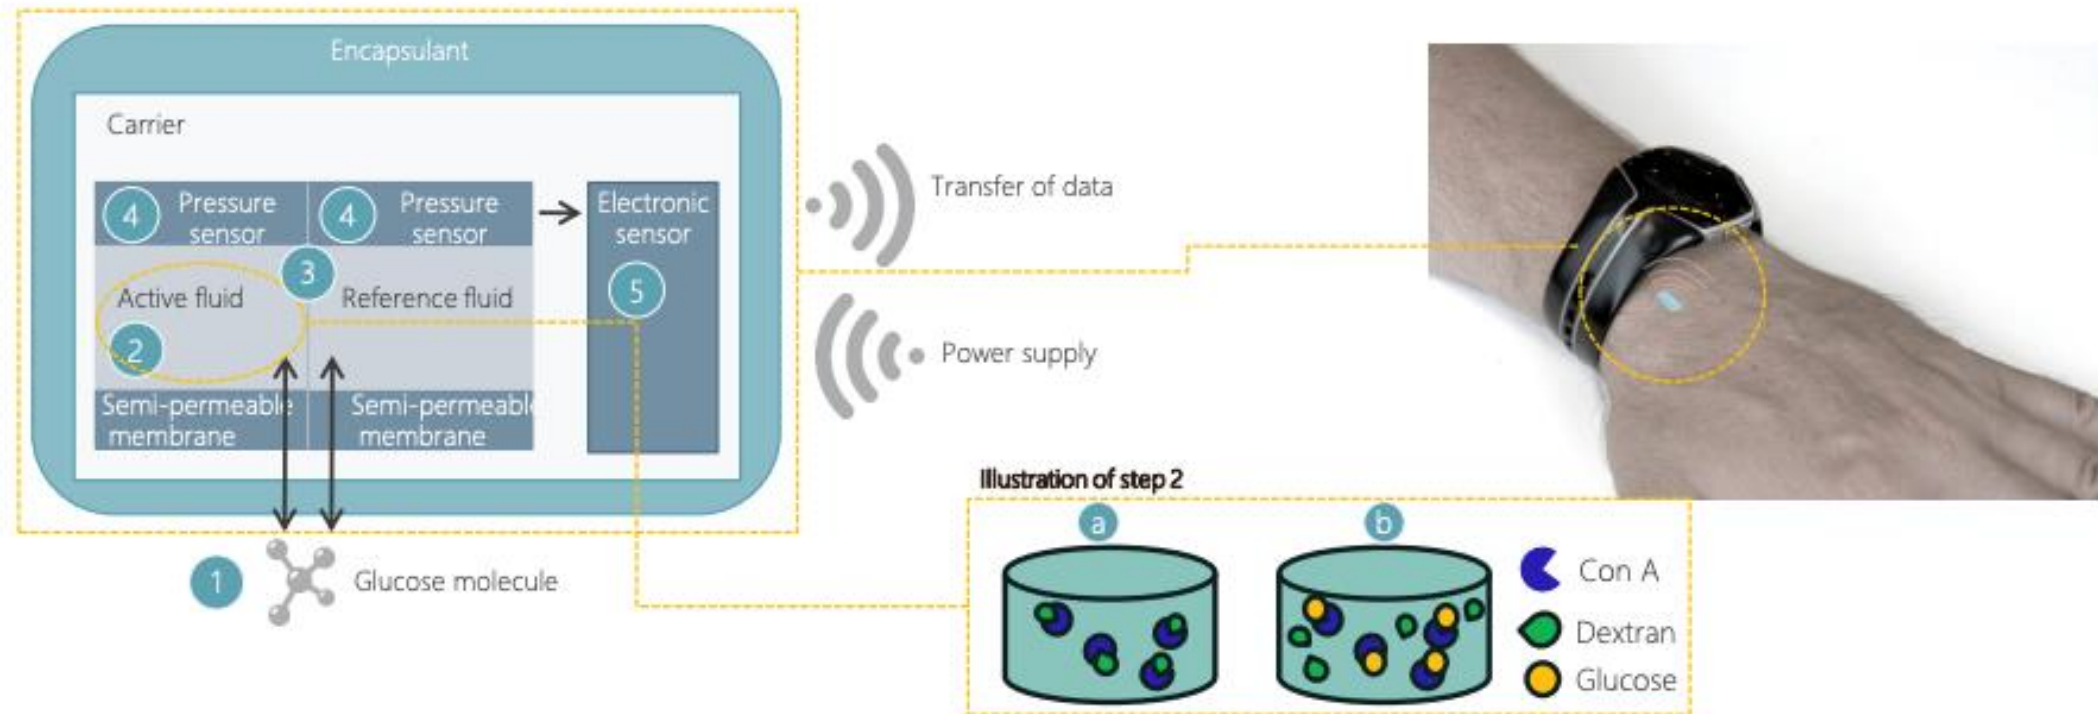 Encapsulant
Carrier
4
Pressure
sensor
4
Pressure
sensor
Electronic
sensor
3
5
Active fluid
Reference fluid
2
Semi-permeable
membrane
Semi-permeabl
membrane
Transfer of data
Power supply
1
Glucose molecule
Illustration of step 2
a
b
Con A
Dextran
Glucose